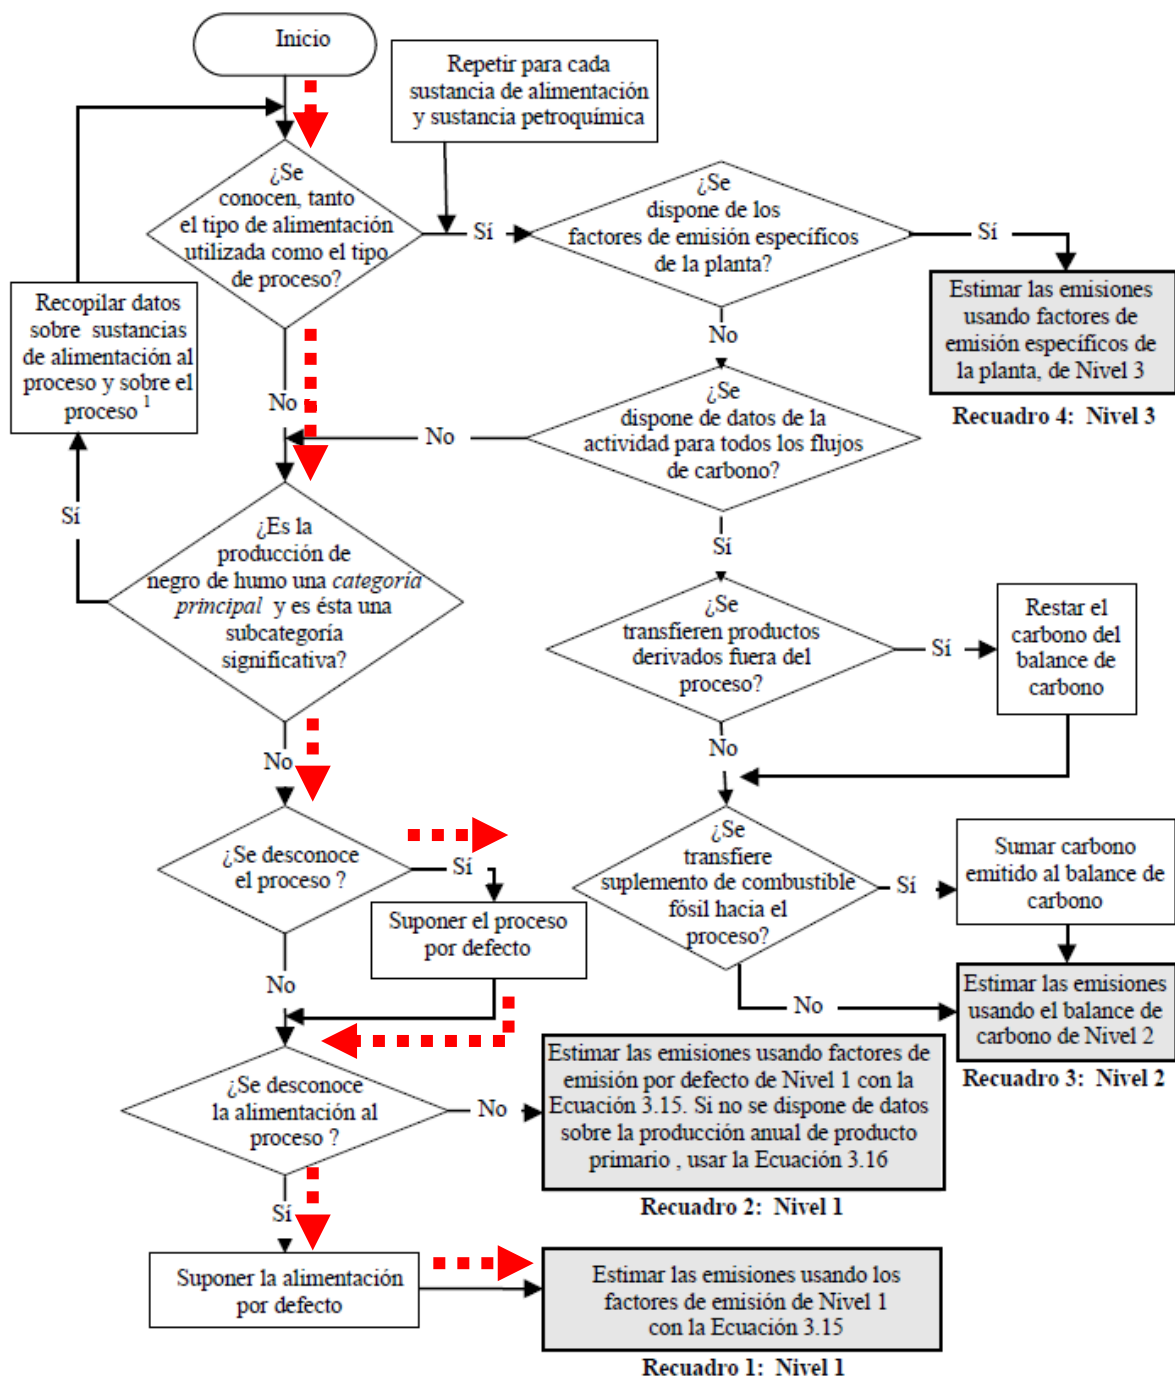 Inicio
Repetir para cada
sustancia de alimentación
y sustancia petroquímica
¿Se
conocen, tanto
el tipo de alimentación
utilizada como el tipo
de proceso?
Sí
¿Se
dispone de los
factores de emisión específicos
de la planta?
Sí
Estimar las emisiones
usando factores de
emisión específicos de
la planta, de Nivel 3
Recuadro 4: Nivel 3
Recopilar datos
sobre sustancias
de alimentación al
proceso y sobre el
proceso 1
No
No
¿Se
dispone de datos de la
actividad para todos los flujos
de carbono?
No
Sí
¿Es la
producción de
negro de humo una categoría
principal y es ésta una
subcategoría
significativa?
Sí
¿Se
transfieren productos
derivados fuera del
proceso?
Sí
Restar el
carbono del
balance de
carbono
No
No
¿Se desconoce
el proceso ?
Sí
Suponer el proceso
por defecto
No
¿Se
transfiere
suplemento de combustible
fósil hacia el
proceso?
Sí
Sumar carbono
emitido al balance de
carbono
No
Estimar las emisiones
usando el balance de
carbono de Nivel 2
Recuadro 3: Nivel 2
¿Se desconoce
la alimentación al
proceso ?
No
Estimar las emisiones usando factores de
emisión por defecto de Nivel 1 con la
Ecuación 3.15. Si no se dispone de datos
sobre la producción anual de producto
primario , usar la Ecuación 3.16
Recuadro 2: Nivel 1
Sí
Suponer la alimentación
por defecto
Estimar las emisiones usando los
factores de emisión de Nivel 1
con la Ecuación 3.15
Recuadro 1: Nivel 1